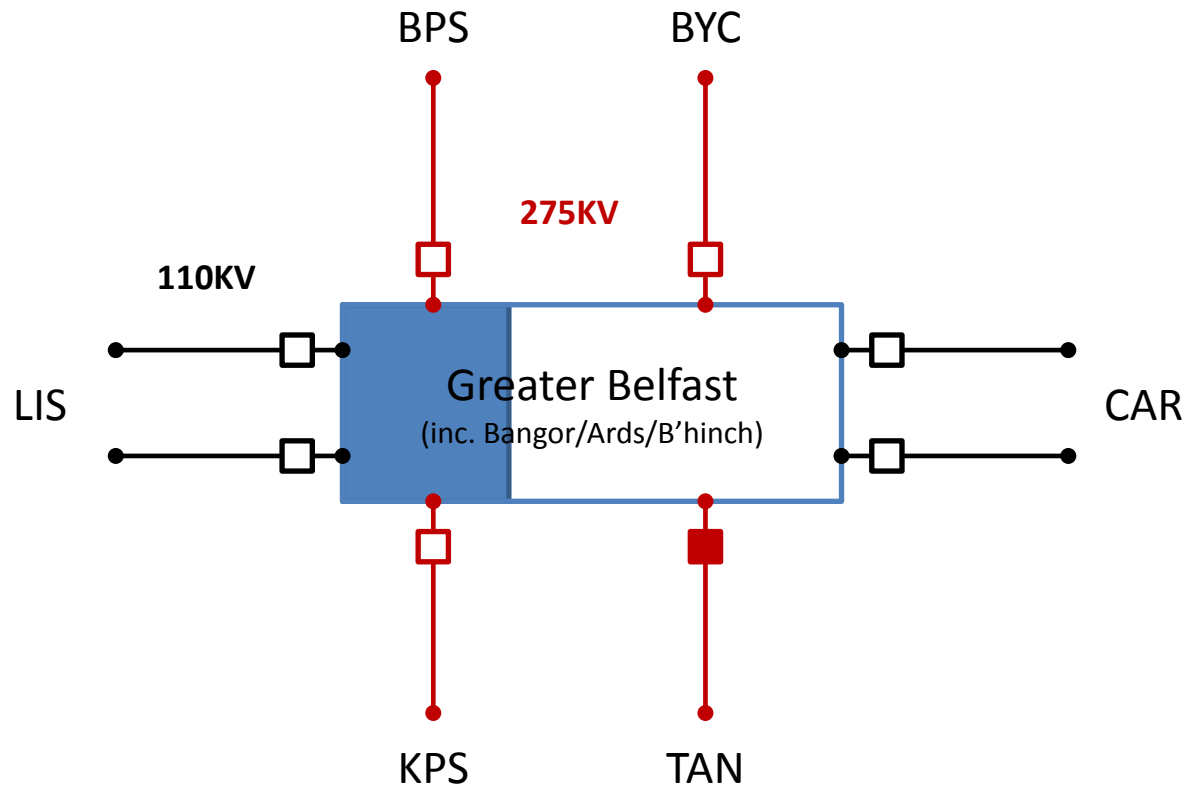 BPS
BYC
275KV
110KV
Greater Belfast
(inc. Bangor/Ards/B'hinch)
LIS
CAR
KPS
TAN